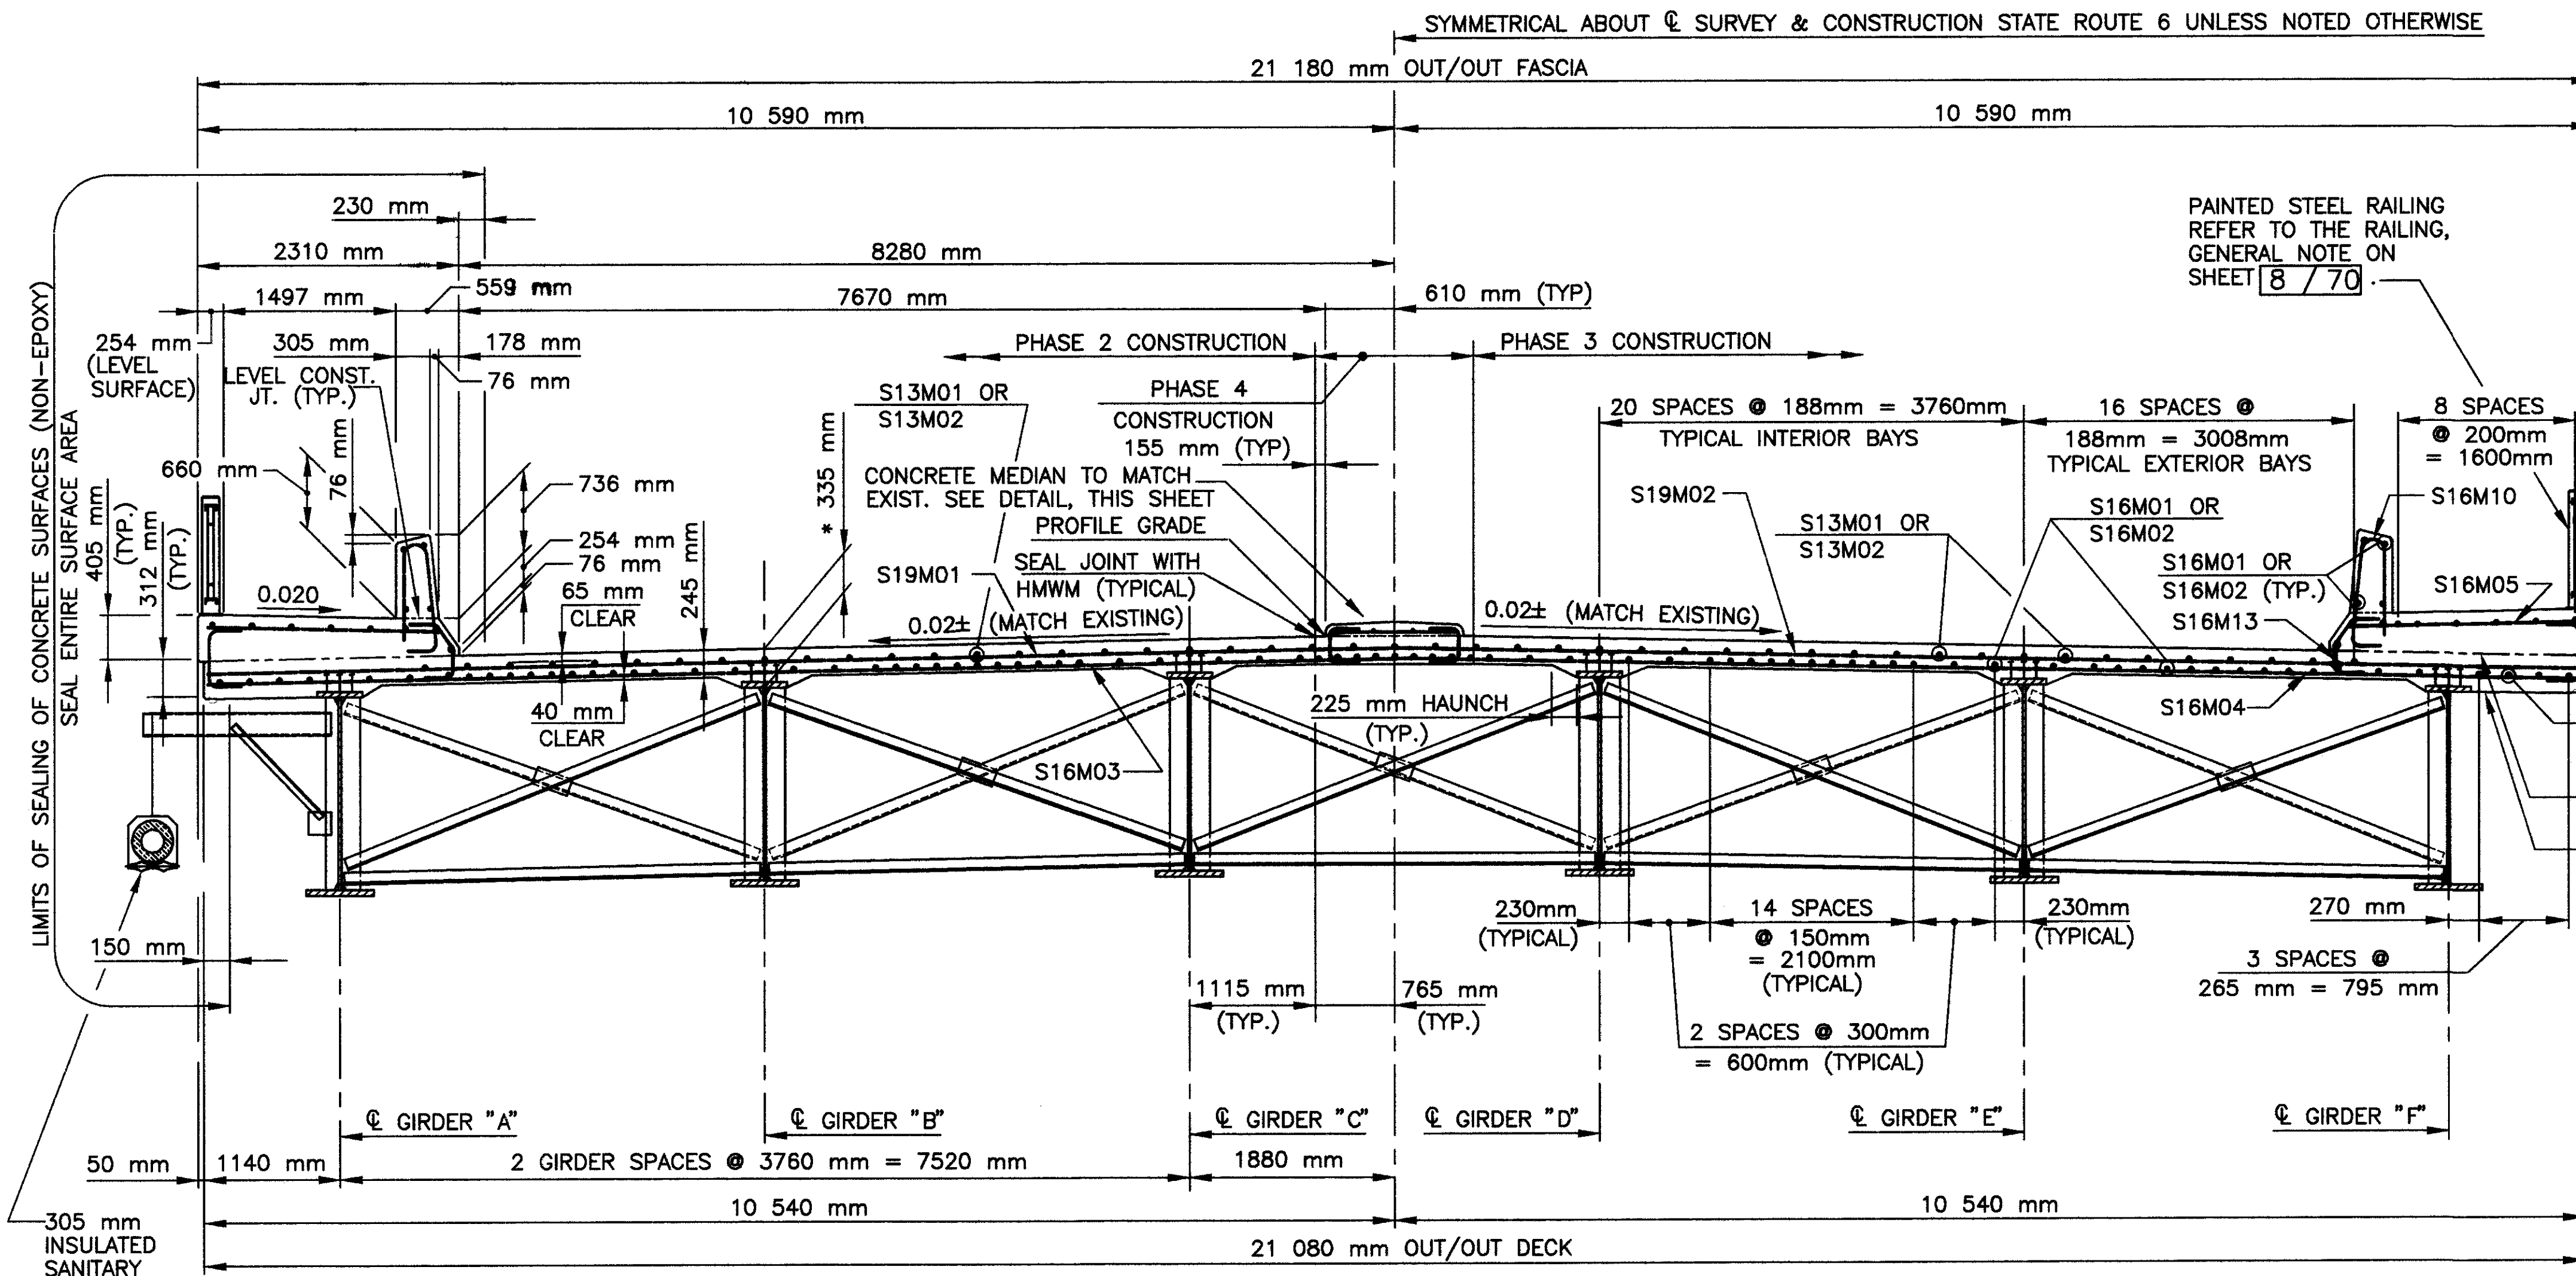 SYMMETRICAL ABOUT ℄ SURVEY & CONSTRUCTION STATE ROUTE 6 UNLESS NOTED OTHERWISE
21 180 mm OUT/OUT FASCIA
10 590 mm
10 590 mm
230 mm
2310 mm
8280 mm
1497 mm
559 mm
7670 mm
610 mm (TYP)
PAINTED STEEL RAILING
REFER TO THE RAILING,
GENERAL NOTE ON
SHEET 8 / 70 .
254 mm
(LEVEL
SURFACE)
305 mm
178 mm
76 mm
LEVEL CONST.
JT. (TYP.)
PHASE 2 CONSTRUCTION
PHASE 3 CONSTRUCTION
PHASE 4
CONSTRUCTION
155 mm (TYP)
S13M01 OR
S13M02
* 335 mm
CONCRETE MEDIAN TO MATCH
EXIST. SEE DETAIL, THIS SHEET
PROFILE GRADE
SEAL JOINT WITH
HMWM (TYPICAL)
20 SPACES @ 188mm = 3760mm
TYPICAL INTERIOR BAYS
16 SPACES @
188mm = 3008mm
TYPICAL EXTERIOR BAYS
8 SPACES
@ 200mm
= 1600mm
LIMITS OF SEALING OF CONCRETE SURFACES (NON-EPOXY)
SEAL ENTIRE SURFACE AREA
660 mm
76 mm
736 mm
254 mm
76 mm
405 mm
(TYP.)
312 mm
(TYP.)
0.020
65 mm
CLEAR
245 mm
S19M01
0.02± (MATCH EXISTING)
0.02± (MATCH EXISTING)
S19M02
S13M01 OR
S13M02
S16M01 OR
S16M02
S16M10
S16M01 OR
S16M02 (TYP.)
S16M05
S16M13
S16M04
40 mm
CLEAR
S16M03
225 mm HAUNCH
(TYP.)
150 mm
230mm
(TYPICAL)
14 SPACES
@ 150mm
= 2100mm
(TYPICAL)
230mm
(TYPICAL)
270 mm
3 SPACES @
265 mm = 795 mm
1115 mm
(TYP.)
765 mm
(TYP.)
2 SPACES @ 300mm
= 600mm (TYPICAL)
℄ GIRDER "A"
℄ GIRDER "B"
℄ GIRDER "C"
℄ GIRDER "D"
℄ GIRDER "E"
℄ GIRDER "F"
50 mm
1140 mm
2 GIRDER SPACES @ 3760 mm = 7520 mm
1880 mm
10 540 mm
10 540 mm
305 mm
INSULATED
SANITARY
21 080 mm OUT/OUT DECK